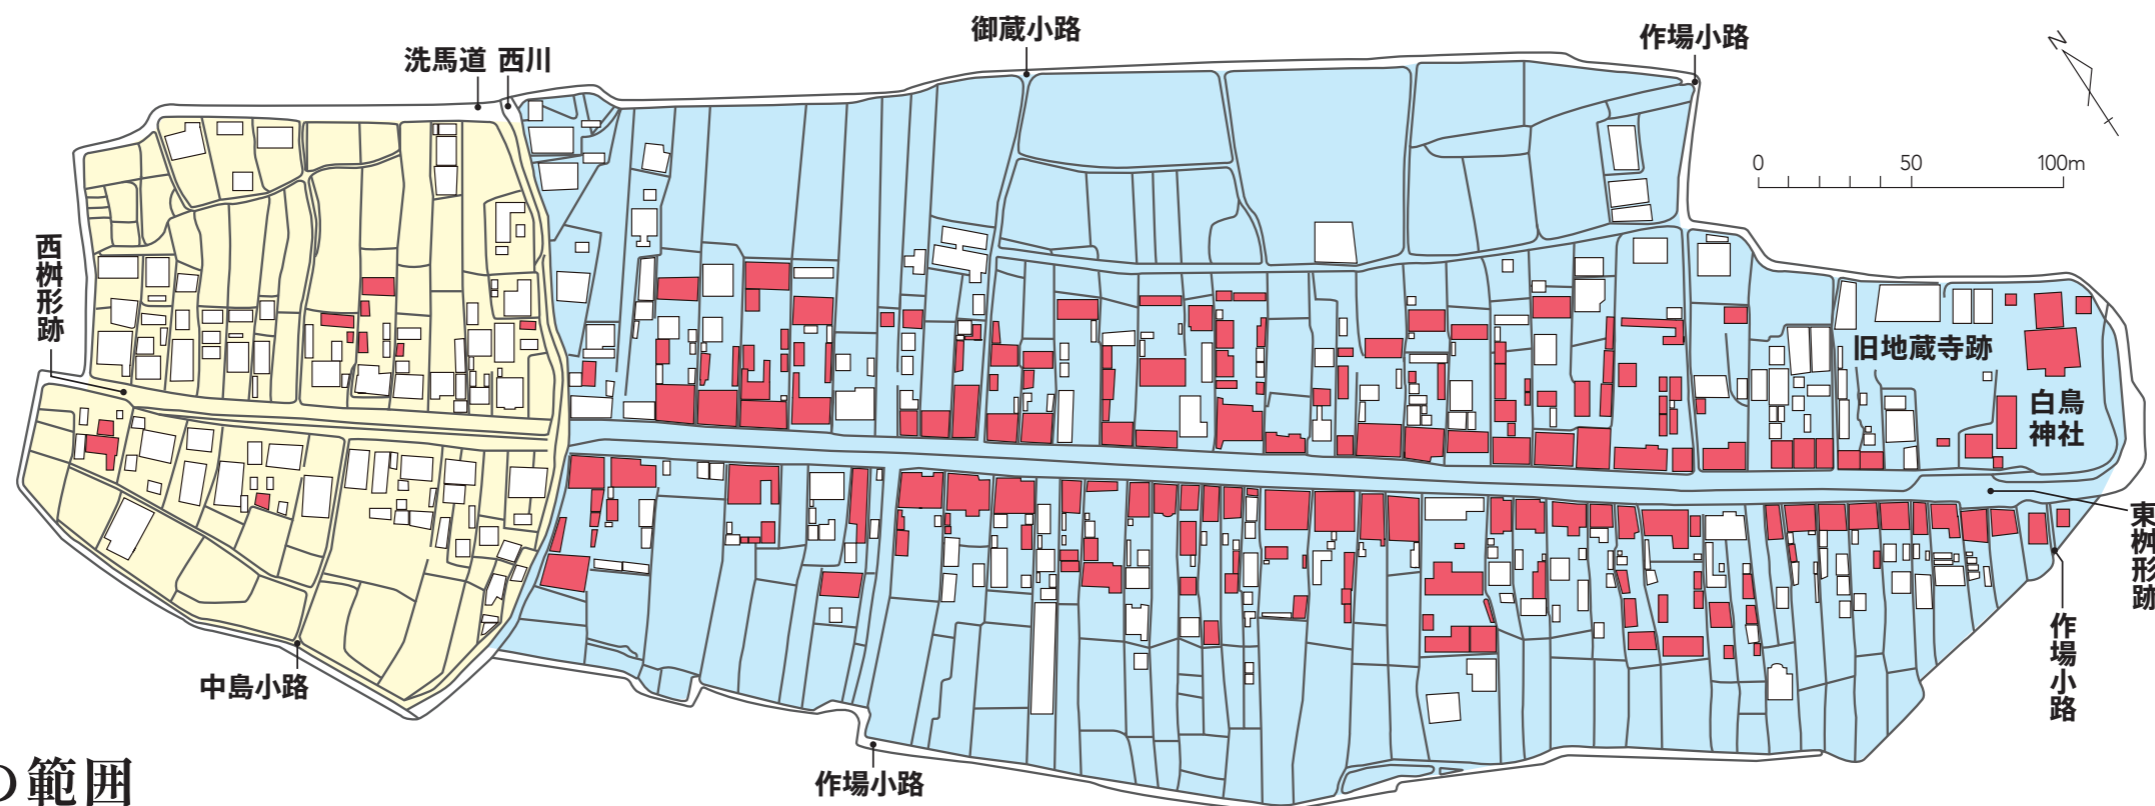 御蔵小路
作場小路
洗馬道 西川
N
0 50 100m
西桝形跡
旧地蔵寺跡
白鳥
神社
東桝形跡
作場小路
中島小路
作場小路
の範囲